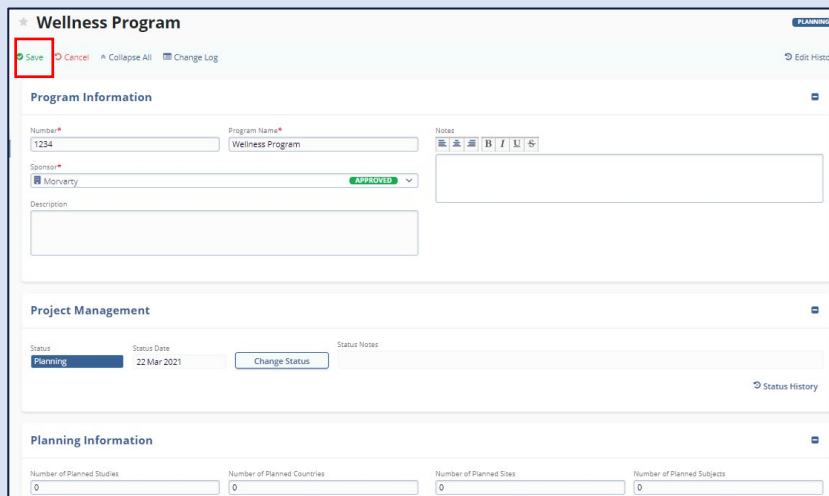 Wellness Program
PLANNING
Save Cancel Collapse All Change Log
Edit Histo
Program Information
Number* Program Name* Notes
1234 Wellness Program B I U S
Sponsor*
Morvarty APPROVED
Description
Project Management
Status Status Date Status Notes
Planning 22 Mar 2021 Change Status
Status History
Planning Information
Number of Planned Studies Number of Planned Countries Number of Planned Sites Number of Planned Subjects
0 0 0 0